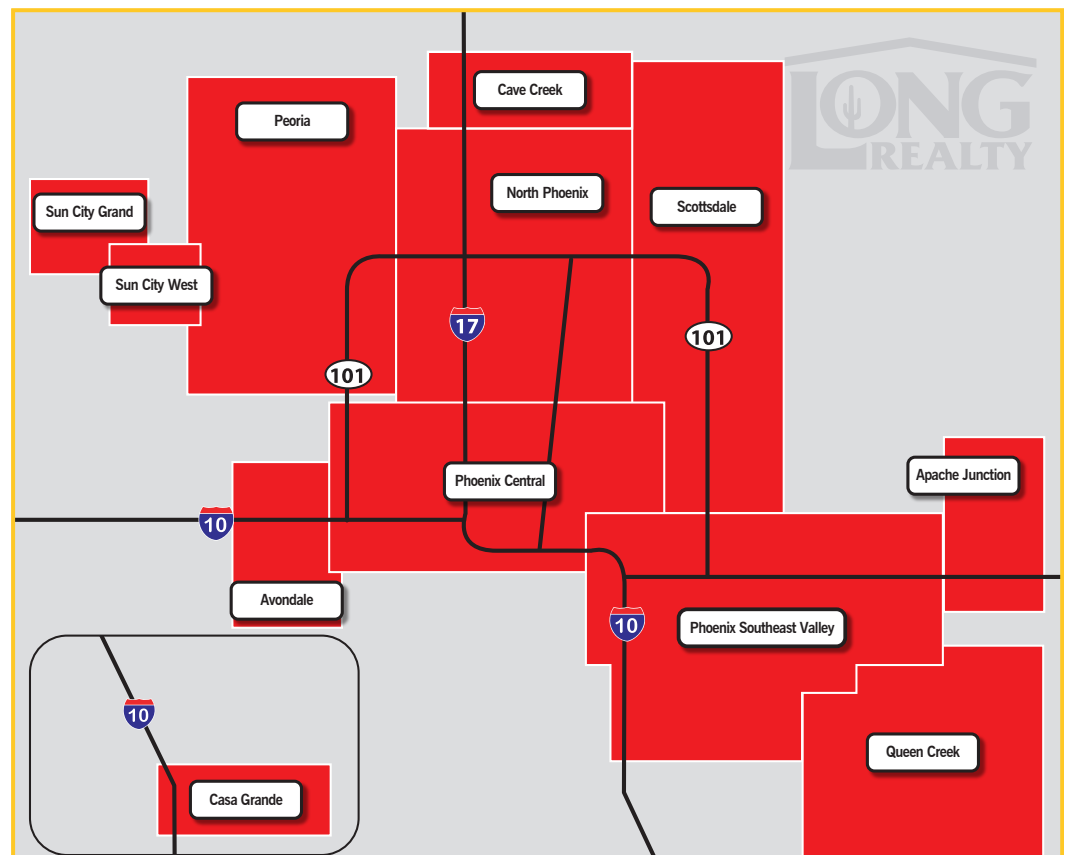 Cave Creek
LONG
REALTY
Peoria
North Phoenix
Scottsdale
Sun City Grand
Sun City West
17
101
101
Apache Junction
Phoenix Central
10
Avondale
10
Phoenix Southeast Valley
10
Queen Creek
Casa Grande